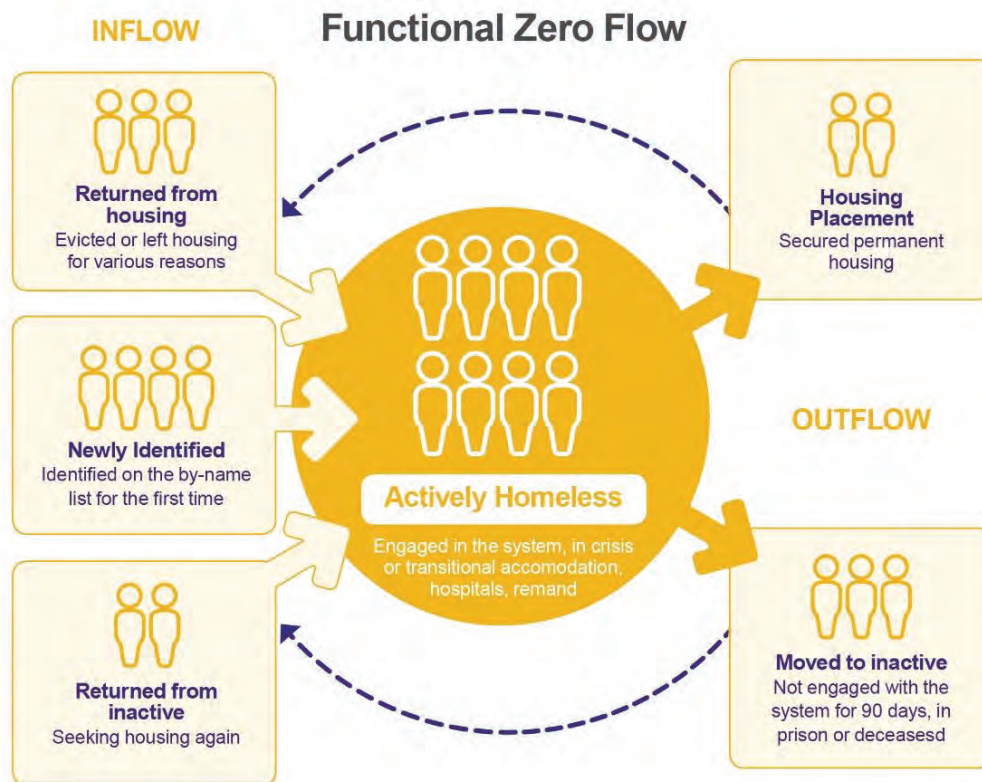 Functional Zero Flow
INFLOW
Returned from
housing
Evicted or left housing
for various reasons
Newly Identified
Identified on the by-name
list for the first time
Returned from
inactive
Seeking housing again
Actively Homeless
Engaged in the system, in crisis
or transitional accomodation,
hospitals, remand
Housing
Placement
Secured permanent
housing
OUTFLOW
Moved to inactive
Not engaged with the
system for 90 days, in
prison or deceasesd